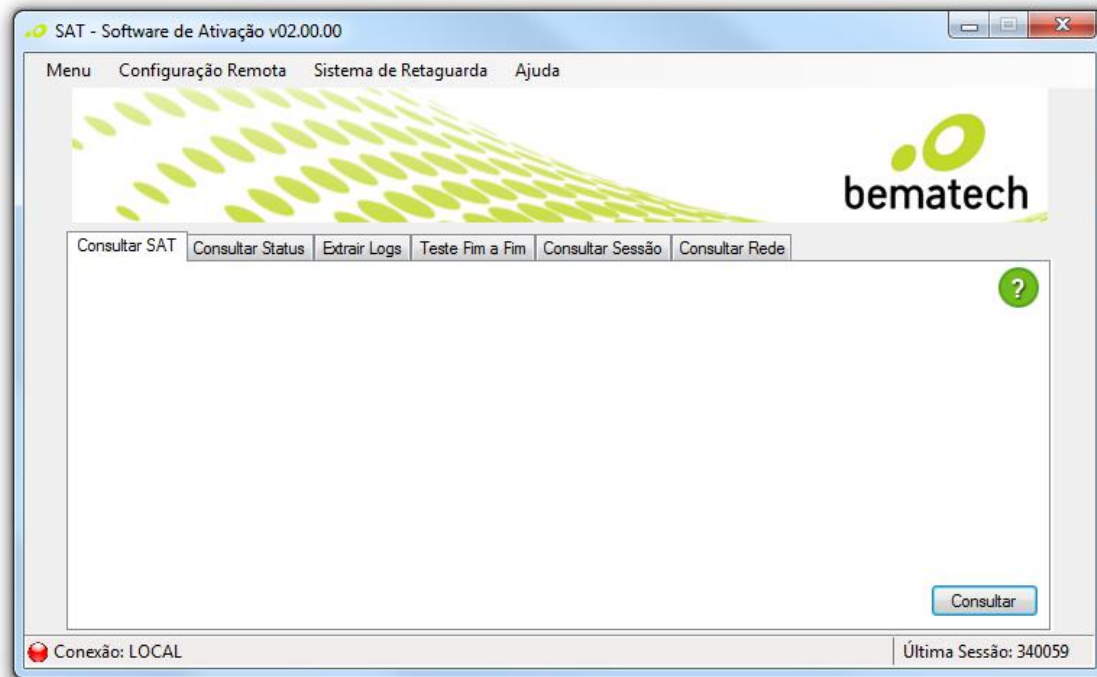 SAT - Software de Ativação v02.00.00
Menu Configuração Remota Sistema de Retaguarda Ajuda
bematech
Consultar SAT Consultar Status Extrair Logs Teste Fim a Fim Consultar Sessão Consultar Rede
?
Consultar
Conexão: LOCAL Última Sessão: 340059